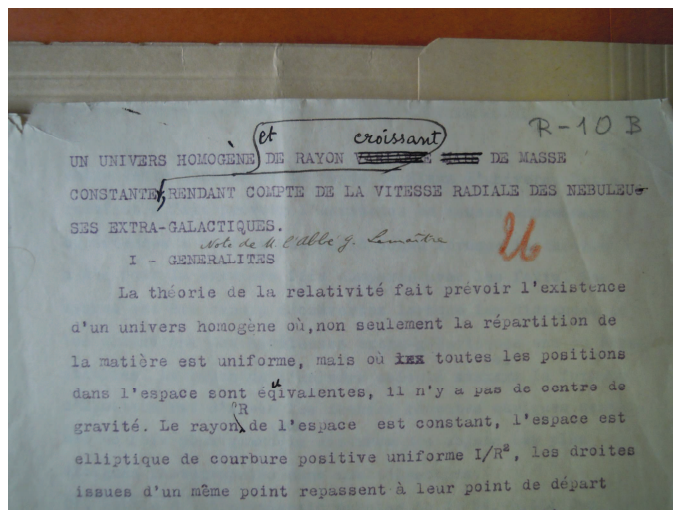 et croissant
R-10 B
UN UNIVERS HOMOGÈNE DE RAYON DE MASSE
CONSTANTE, RENDANT COMPTE DE LA VITESSE RADIALE DES NEBULEU-
SES EXTRA-GALACTIQUES.
Note de M. l'Abbé G. Lemaître
I - GENERALITES
La théorie de la relativité fait prévoir l'existence
d'un univers homogène où,non seulement la répartition de
la matière est uniforme, mais où toutes les positions
dans l'espace sont équivalentes, il n'y a pas de centre de
gravité. Le rayon R de l'espace est constant, l'espace est
elliptique de courbure positive uniforme I/R², les droites
issues d'un même point repassent à leur point de départ